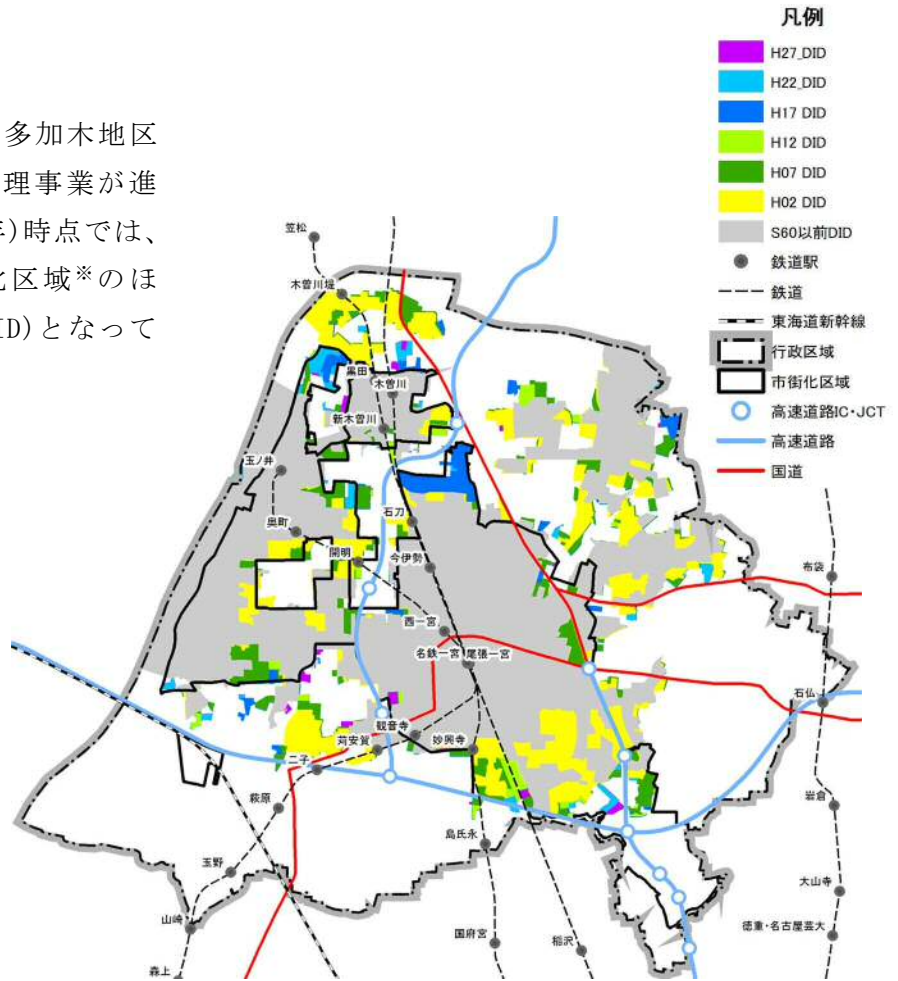 凡例
H27_DID
H22_DID
H17 DID
H12 DID
H07 DID
H02 DID
S60以前DID
鉄道駅
鉄道
東海道新幹線
行政区域
市街化区域
高速道路IC・JCT
高速道路
国道
多加木地区
理事業が進
年)時点では、
化区域※のほ
ID)となって
笠松
木曽川堤
黒田
木曽川
新木曽川
玉ノ井
石刀
奥町
開明
今伊勢
布袋
西一宮
名鉄一宮
尾張一宮
石仏
観音寺
苅安賀
妙興寺
二子
萩原
岩倉
島氏永
玉野
大山寺
山崎
国府宮
稲沢
徳重・名古屋芸大
森上